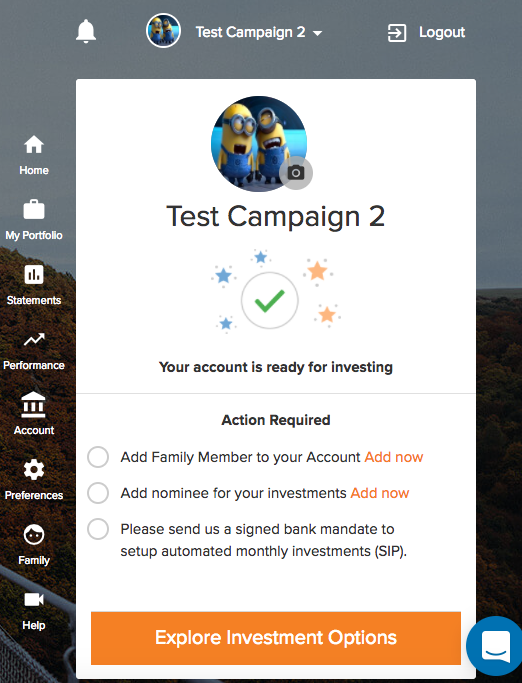 Test Campaign 2
Logout
Home
My Portfolio
Statements
Performance
Account
Preferences
Family
Help
Test Campaign 2
Your account is ready for investing
Action Required
Add Family Member to your Account Add now
Add nominee for your investments Add now
Please send us a signed bank mandate to
setup automated monthly investments (SIP).
Explore Investment Options